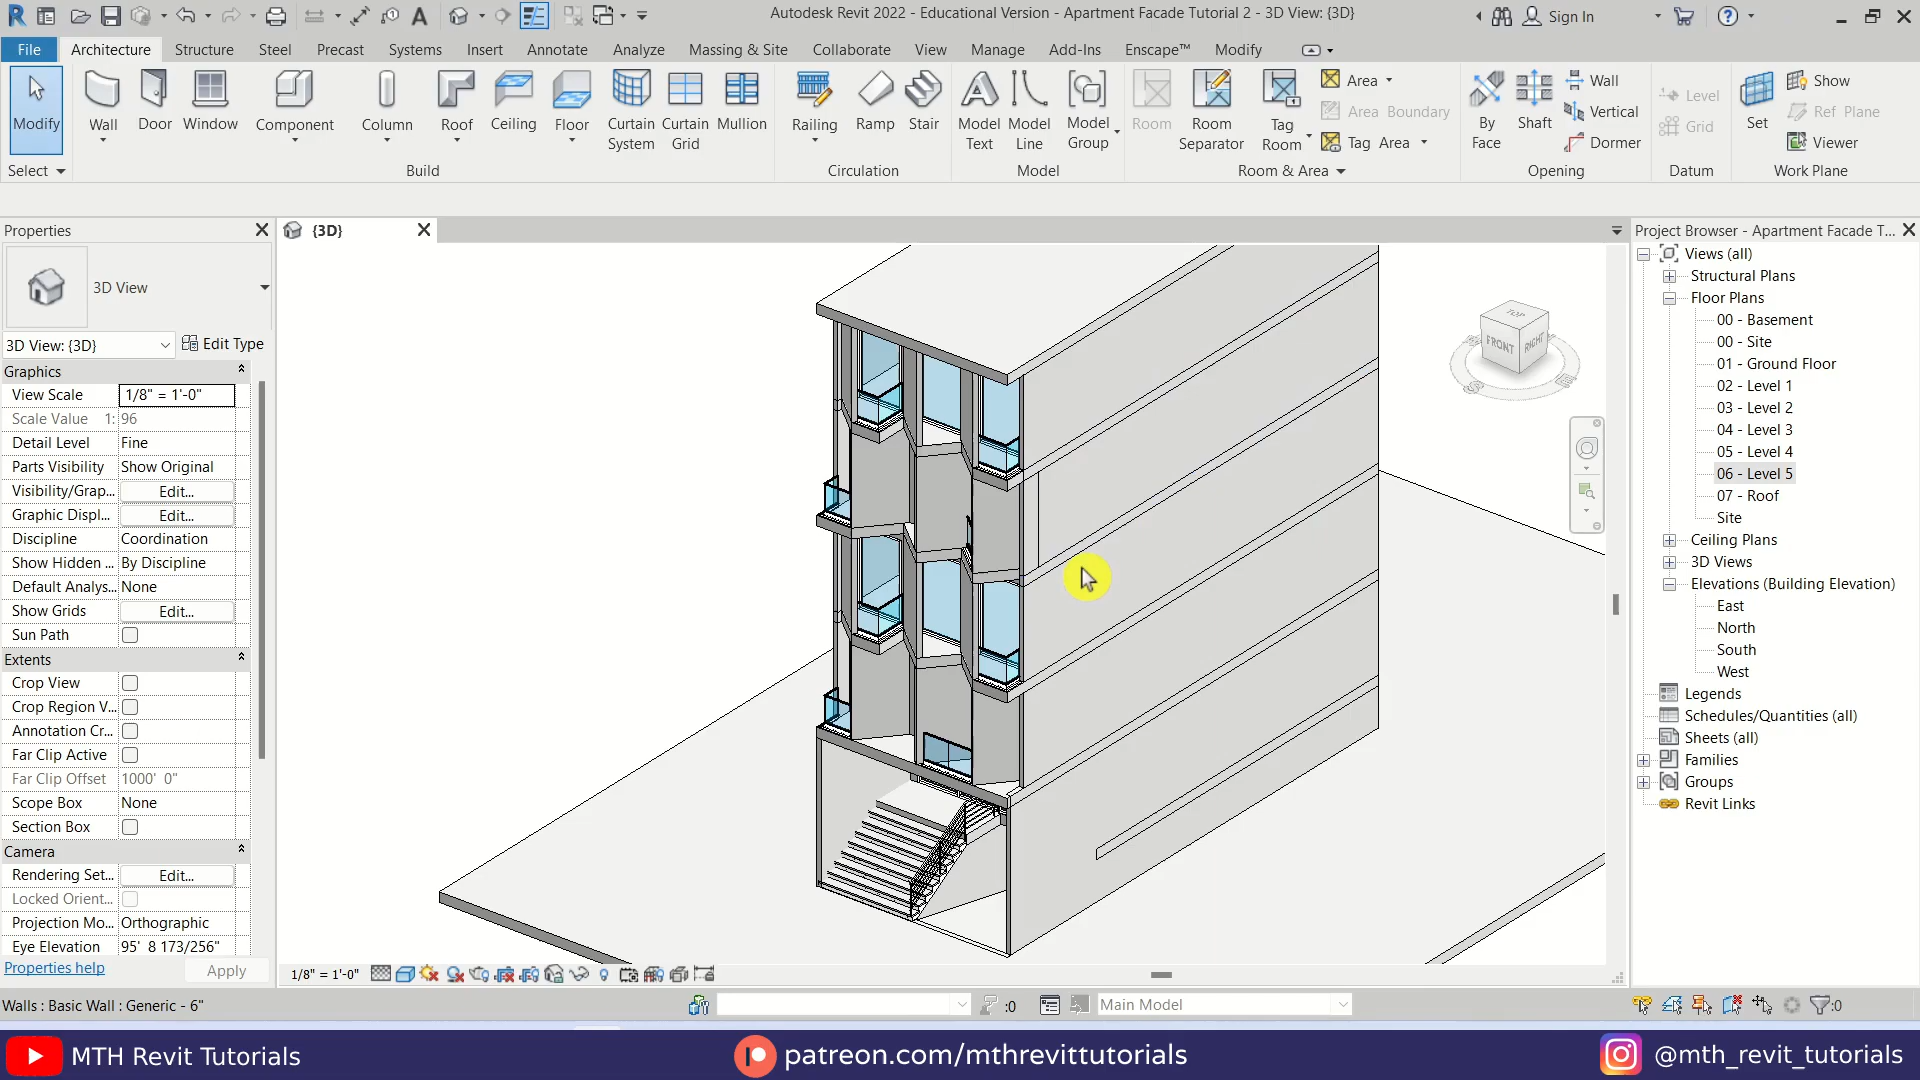 Autodesk Revit 2022 - Educational Version - Apartment Facade Tutorial 2 - 3D View: {3D}
Sign In
File Architecture Structure Steel Precast Systems Insert Annotate Analyze Massing & Site Collaborate View Manage Add-Ins Enscape™ Modify
Modify Wall Door Window Component Column Roof Ceiling Floor Curtain System Curtain Grid Mullion
Railing Ramp Stair
Model Text Model Line Model Group
Room Room Separator Tag Room Area Area Boundary Tag Area
By Face Shaft Wall Vertical Dormer
Level Grid
Set Show Ref Plane Viewer
Select Build Circulation Model Room & Area Opening Datum Work Plane
Properties
3D View
3D View: {3D} Edit Type
Graphics
View Scale 1/8" = 1'-0"
Scale Value 1: 96
Detail Level Fine
Parts Visibility Show Original
Visibility/Grap... Edit...
Graphic Displ... Edit...
Discipline Coordination
Show Hidden ... By Discipline
Default Analys... None
Show Grids Edit...
Sun Path
Extents
Crop View
Crop Region V...
Annotation Cr...
Far Clip Active
Far Clip Offset 1000' 0"
Scope Box None
Section Box
Camera
Rendering Set... Edit...
Locked Orient...
Projection Mo... Orthographic
Eye Elevation 95' 8 173/256"
Properties help Apply
{3D}
TOP
FRONT RIGHT
S E
1/8" = 1'-0"
Project Browser - Apartment Facade T...
Views (all)
Structural Plans
Floor Plans
00 - Basement
00 - Site
01 - Ground Floor
02 - Level 1
03 - Level 2
04 - Level 3
05 - Level 4
06 - Level 5
07 - Roof
Site
Ceiling Plans
3D Views
Elevations (Building Elevation)
East
North
South
West
Legends
Schedules/Quantities (all)
Sheets (all)
Families
Groups
Revit Links
Walls : Basic Wall : Generic - 6" :0 Main Model :0
MTH Revit Tutorials patreon.com/mthrevittutorials @mth_revit_tutorials